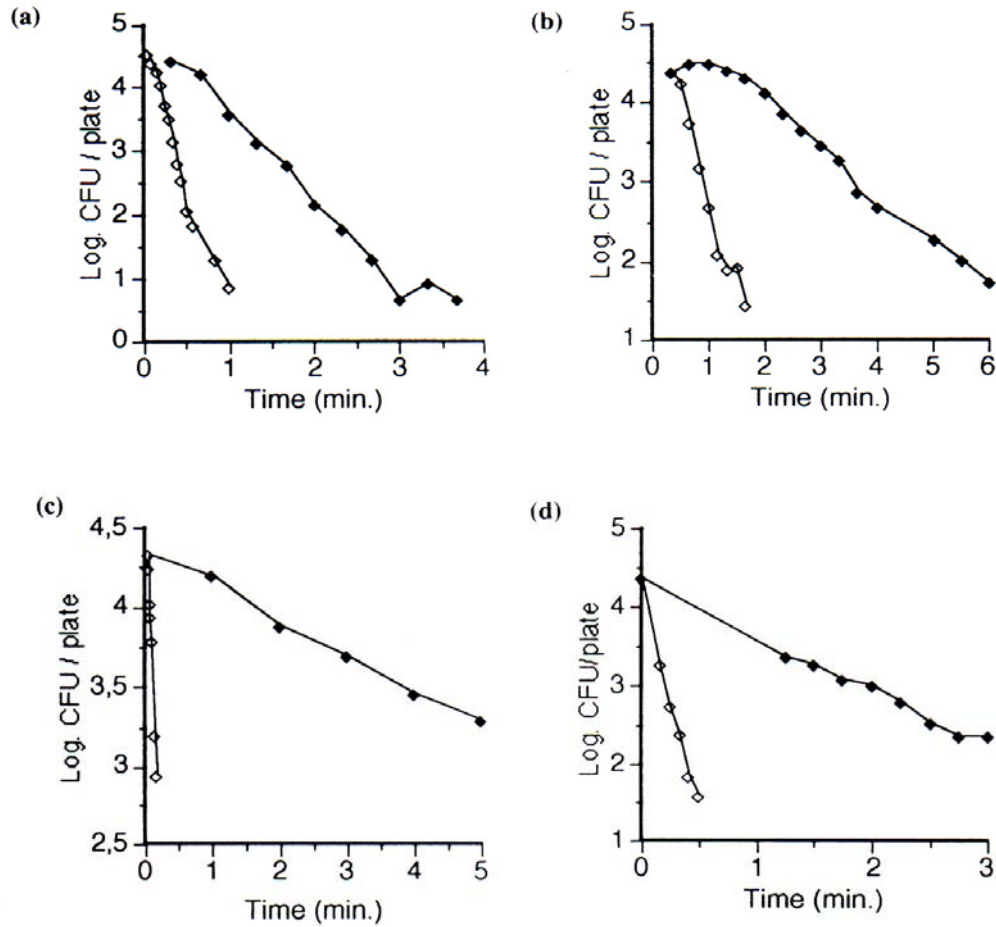 (a)
5
4
3
2
1
0
Log. CFU / plate
0 1 2 3 4
Time (min.)
(b)
5
4
3
2
1
Log. CFU / plate
0 1 2 3 4 5 6
Time (min.)
(c)
4,5
4
3,5
3
2,5
Log. CFU / plate
0 1 2 3 4 5
Time (min.)
(d)
5
4
3
2
1
Log. CFU/plate
0 1 2 3
Time (min.)